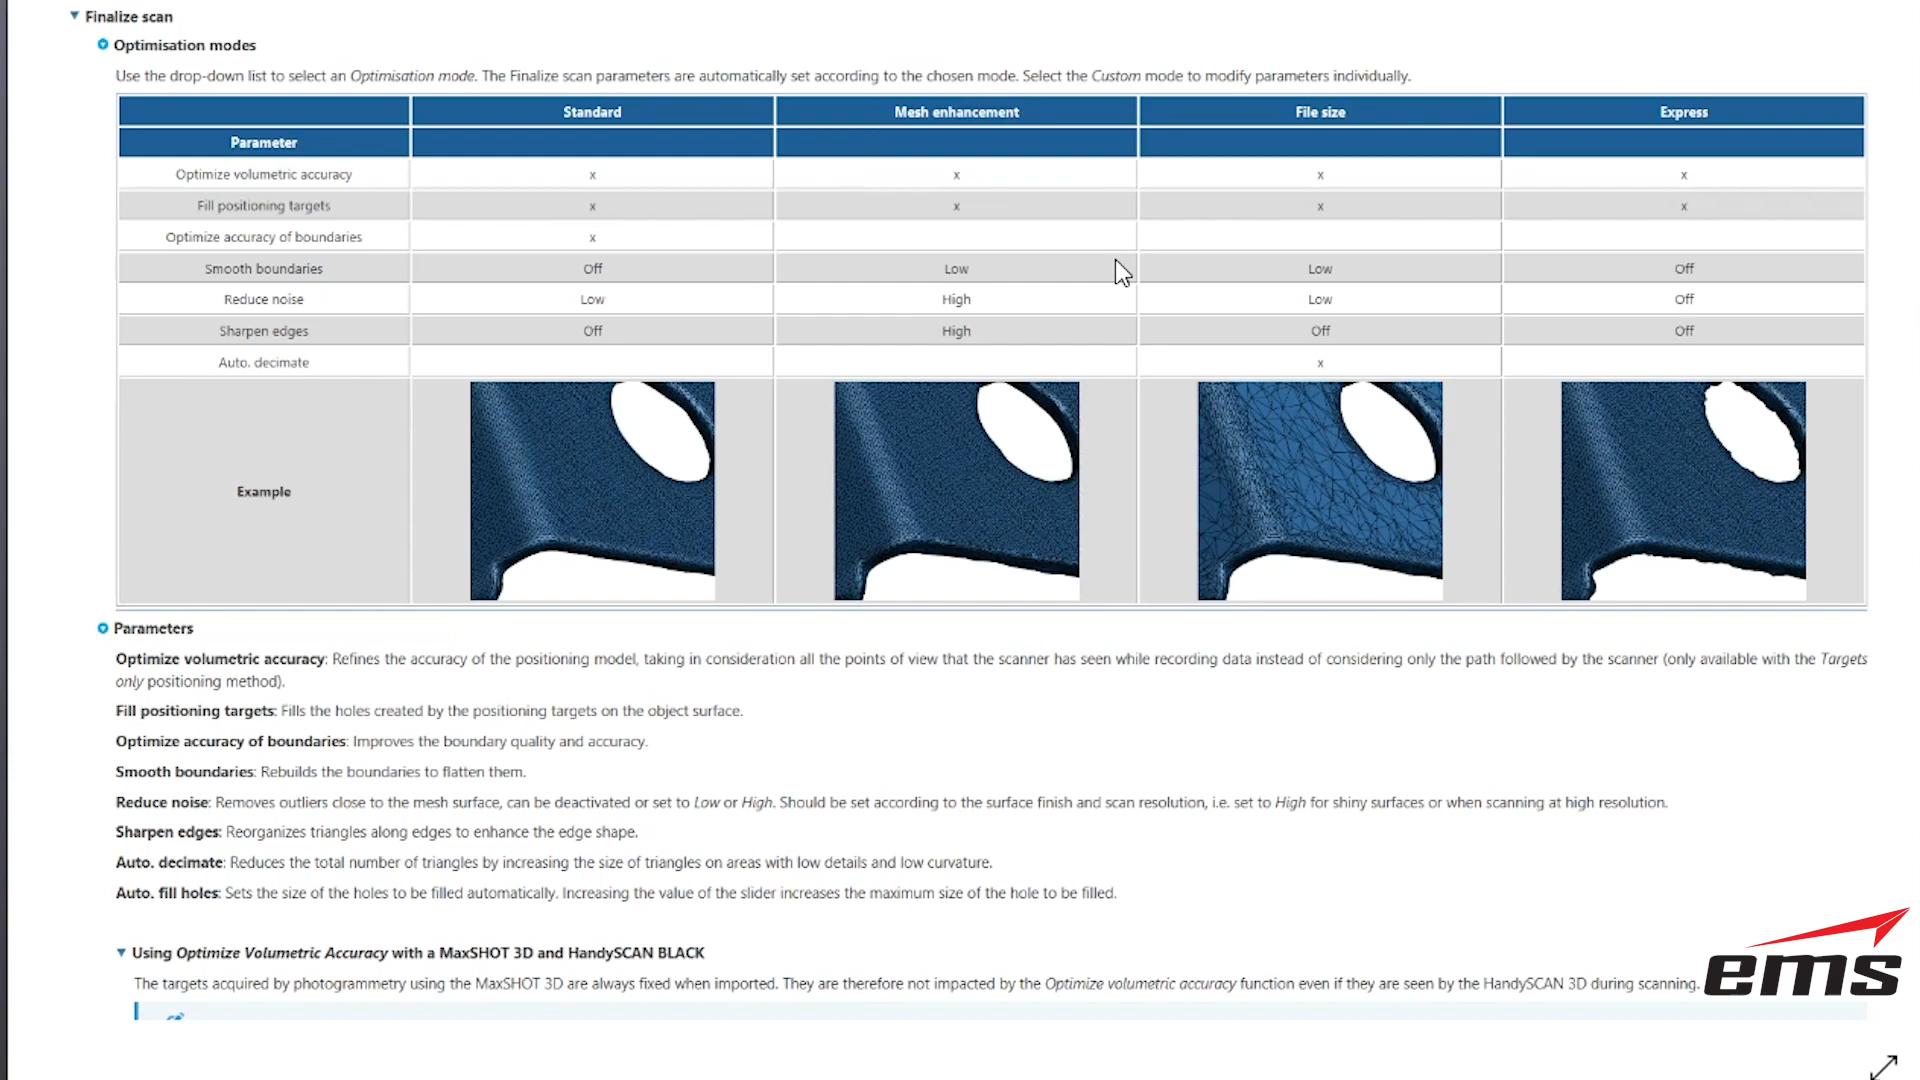 Finalize scan
Optimisation modes
Use the drop-down list to select an Optimisation mode. The Finalize scan parameters are automatically set according to the chosen mode. Select the Custom mode to modify parameters individually.
Standard Mesh enhancement File size Express
Parameter
Optimize volumetric accuracy x x x x
Fill positioning targets x x x x
Optimize accuracy of boundaries x
Smooth boundaries Off Low Low Off
Reduce noise Low High Low Off
Sharpen edges Off High Off Off
Auto. decimate x
Example
Parameters
Optimize volumetric accuracy: Refines the accuracy of the positioning model, taking in consideration all the points of view that the scanner has seen while recording data instead of considering only the path followed by the scanner (only available with the Targets
only positioning method).
Fill positioning targets: Fills the holes created by the positioning targets on the object surface.
Optimize accuracy of boundaries: Improves the boundary quality and accuracy.
Smooth boundaries: Rebuilds the boundaries to flatten them.
Reduce noise: Removes outliers close to the mesh surface, can be deactivated or set to Low or High. Should be set according to the surface finish and scan resolution, i.e. set to High for shiny surfaces or when scanning at high resolution.
Sharpen edges: Reorganizes triangles along edges to enhance the edge shape.
Auto. decimate: Reduces the total number of triangles by increasing the size of triangles on areas with low details and low curvature.
Auto. fill holes: Sets the size of the holes to be filled automatically. Increasing the value of the slider increases the maximum size of the hole to be filled.
Using Optimize Volumetric Accuracy with a MaxSHOT 3D and HandySCAN BLACK
The targets acquired by photogrammetry using the MaxSHOT 3D are always fixed when imported. They are therefore not impacted by the Optimize volumetric accuracy function even if they are seen by the HandySCAN 3D during scanning.
ems